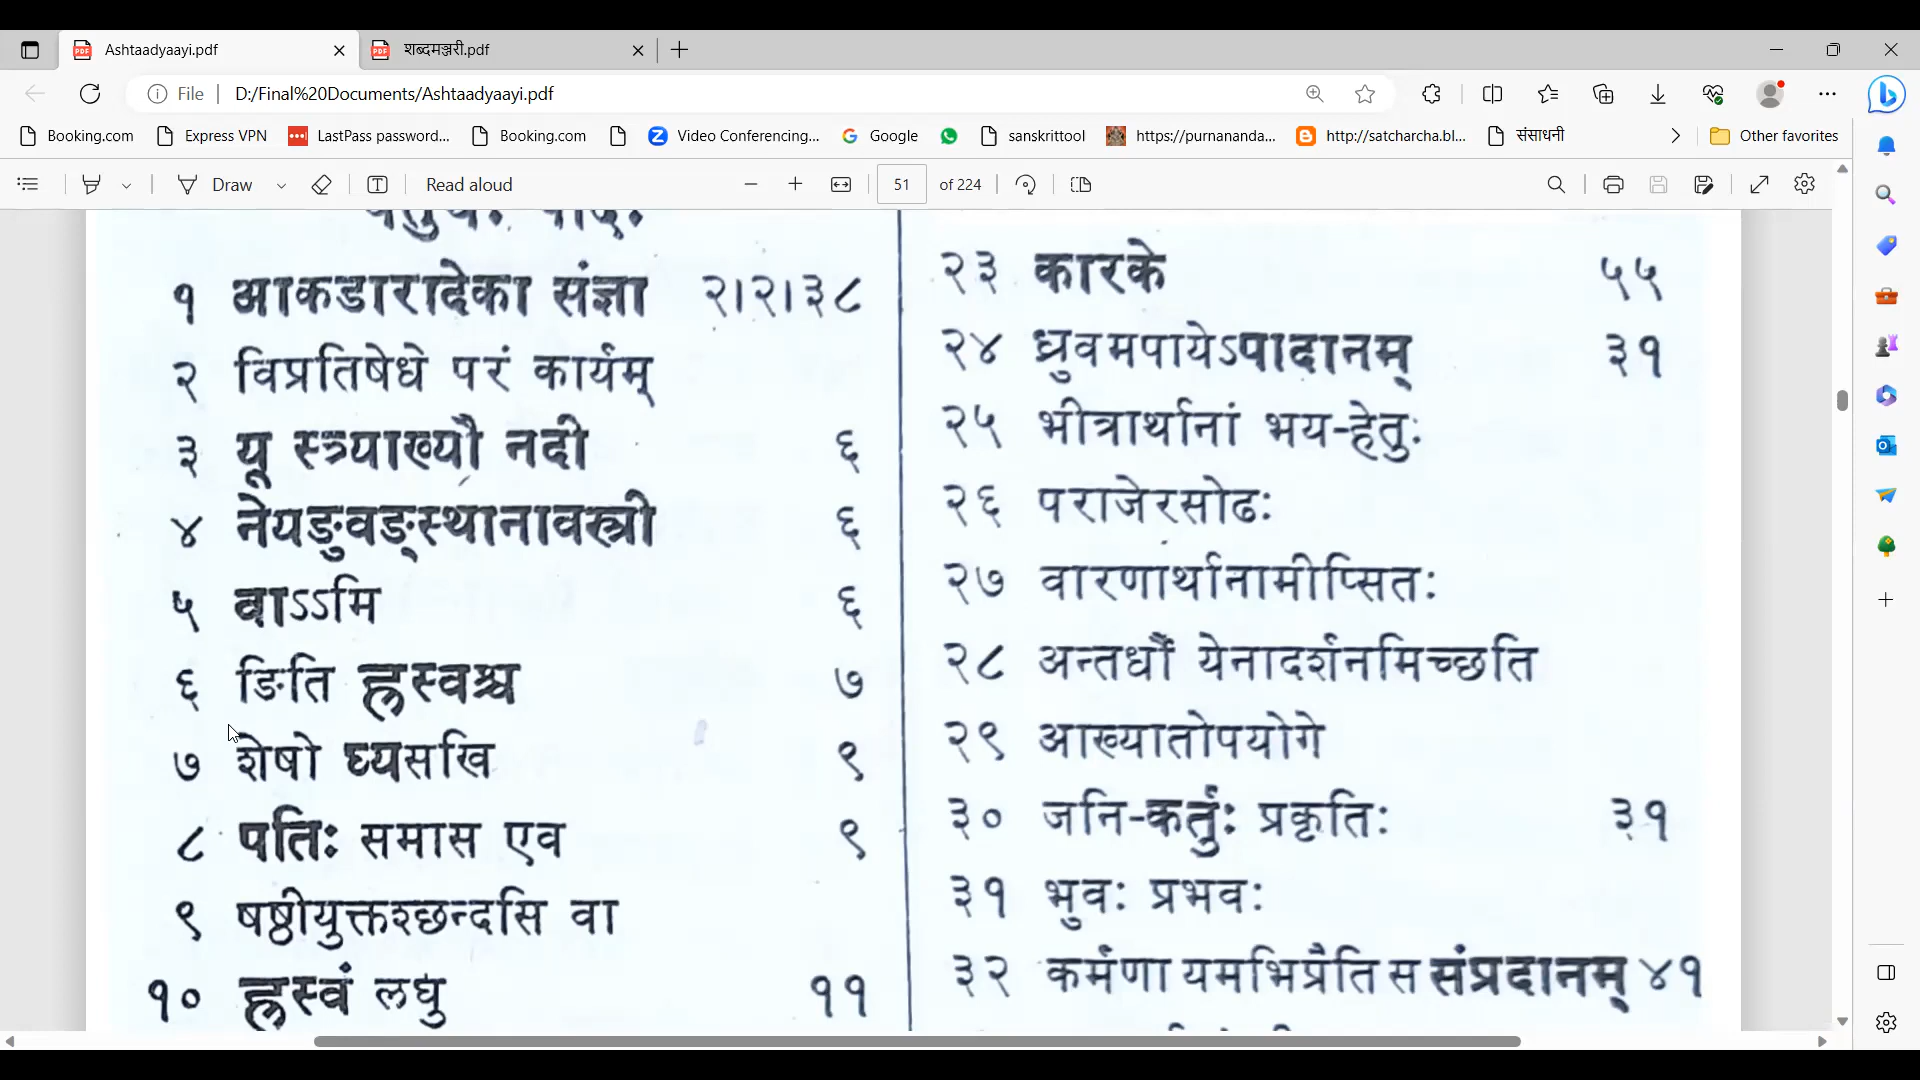 Ashtaadyaayi.pdf
शब्दमञ्जरी.pdf
File
D:/Final%20Documents/Ashtaadyaayi.pdf
Booking.com
Express VPN
LastPass password...
Booking.com
Video Conferencing...
Google
sanskrittool
https://purnananda...
http://satcharcha.bl...
संसाधनी
Other favorites
Draw
Read aloud
51
of 224
१ आकडारादेका संज्ञा २।२।३८
२ विप्रतिषेधे परं कार्यम्
३ यू स्त्र्याख्यौ नदी ६
४ नेयङुवङ्स्थानावस्त्री ६
५ वाऽऽमि ६
६ ङिति ह्रस्वश्च ७
७ शेषो घ्यसखि ९
८ पतिः समास एव ९
९ षष्ठीयुक्तश्छन्दसि वा
१० ह्रस्वं लघु ११
२३ कारके ५५
२४ ध्रुवमपायेऽपादानम् ३१
२५ भीत्रार्थानां भय-हेतुः
२६ पराजेरसोढः
२७ वारणार्थानामीप्सितः
२८ अन्तर्धौ येनादर्शनमिच्छति
२९ आख्यातोपयोगे
३० जनि-कर्तुः प्रकृतिः ३१
३१ भुवः प्रभवः
३२ कर्मणा यमभिप्रैति स संप्रदानम् ४१